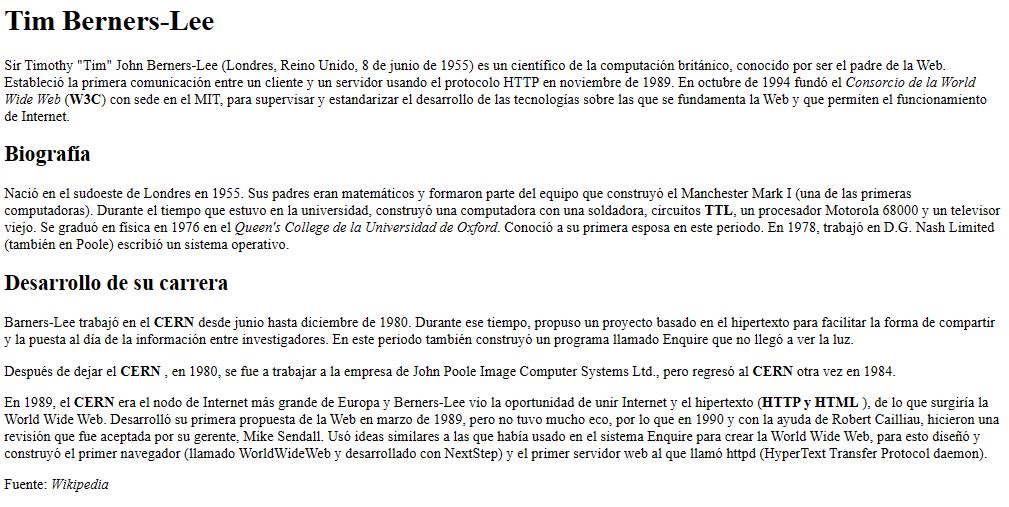 Tim Berners-Lee
Sir Timothy "Tim" John Berners-Lee (Londres, Reino Unido, 8 de junio de 1955) es un científico de la computación británico, conocido por ser el padre de la Web.
Estableció la primera comunicación entre un cliente y un servidor usando el protocolo HTTP en noviembre de 1989. En octubre de 1994 fundó el Consorcio de la World
Wide Web (W3C) con sede en el MIT, para supervisar y estandarizar el desarrollo de las tecnologías sobre las que se fundamenta la Web y que permiten el funcionamiento
de Internet.
Biografía
Nació en el sudoeste de Londres en 1955. Sus padres eran matemáticos y formaron parte del equipo que construyó el Manchester Mark I (una de las primeras
computadoras). Durante el tiempo que estuvo en la universidad, construyó una computadora con una soldadora, circuitos TTL, un procesador Motorola 68000 y un televisor
viejo. Se graduó en física en 1976 en el Queen's College de la Universidad de Oxford. Conoció a su primera esposa en este periodo. En 1978, trabajó en D.G. Nash Limited
(también en Poole) escribió un sistema operativo.
Desarrollo de su carrera
Barners-Lee trabajó en el CERN desde junio hasta diciembre de 1980. Durante ese tiempo, propuso un proyecto basado en el hipertexto para facilitar la forma de compartir
y la puesta al día de la información entre investigadores. En este periodo también construyó un programa llamado Enquire que no llegó a ver la luz.
Después de dejar el CERN , en 1980, se fue a trabajar a la empresa de John Poole Image Computer Systems Ltd., pero regresó al CERN otra vez en 1984.
En 1989, el CERN era el nodo de Internet más grande de Europa y Berners-Lee vio la oportunidad de unir Internet y el hipertexto (HTTP y HTML ), de lo que surgiría la
World Wide Web. Desarrolló su primera propuesta de la Web en marzo de 1989, pero no tuvo mucho eco, por lo que en 1990 y con la ayuda de Robert Cailliau, hicieron una
revisión que fue aceptada por su gerente, Mike Sendall. Usó ideas similares a las que había usado en el sistema Enquire para crear la World Wide Web, para esto diseñó y
construyó el primer navegador (llamado WorldWideWeb y desarrollado con NextStep) y el primer servidor web al que llamó httpd (HyperText Transfer Protocol daemon).
Fuente: Wikipedia